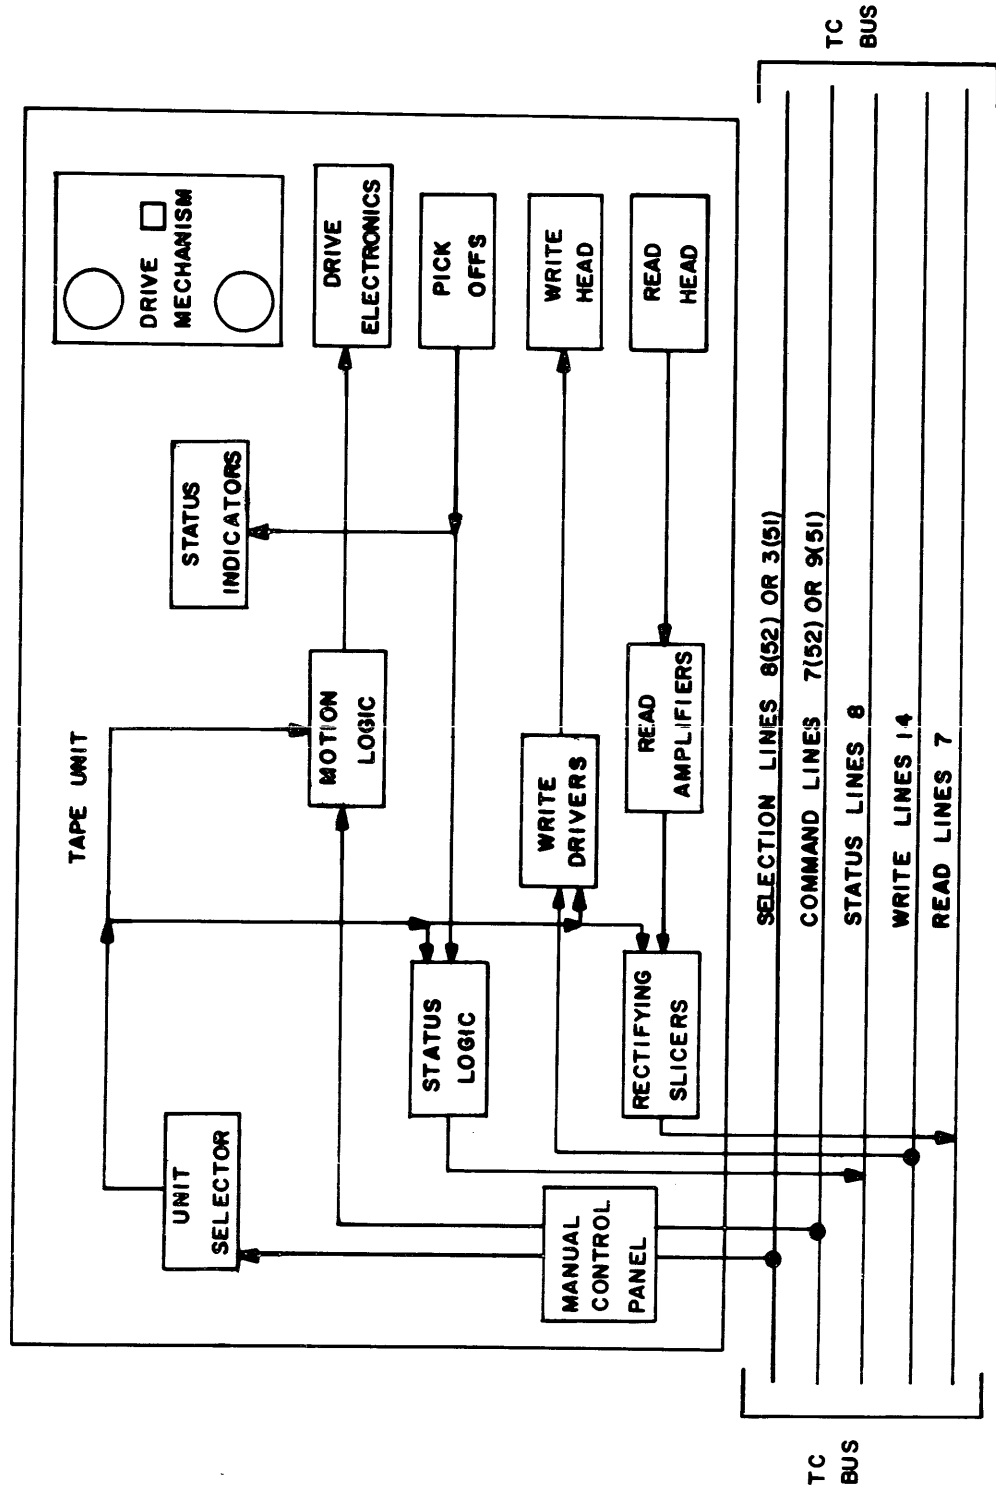 TAPE UNIT
DRIVE
MECHANISM
UNIT
SELECTOR
STATUS
INDICATORS
MOTION
LOGIC
DRIVE
ELECTRONICS
STATUS
LOGIC
PICK
OFFS
MANUAL
CONTROL
PANEL
WRITE
DRIVERS
WRITE
HEAD
RECTIFYING
SLICERS
READ
AMPLIFIERS
READ
HEAD
SELECTION LINES 8(52) OR 3(51)
COMMAND LINES 7(52) OR 9(51)
STATUS LINES 8
WRITE LINES 14
READ LINES 7
TC
BUS
TC
BUS